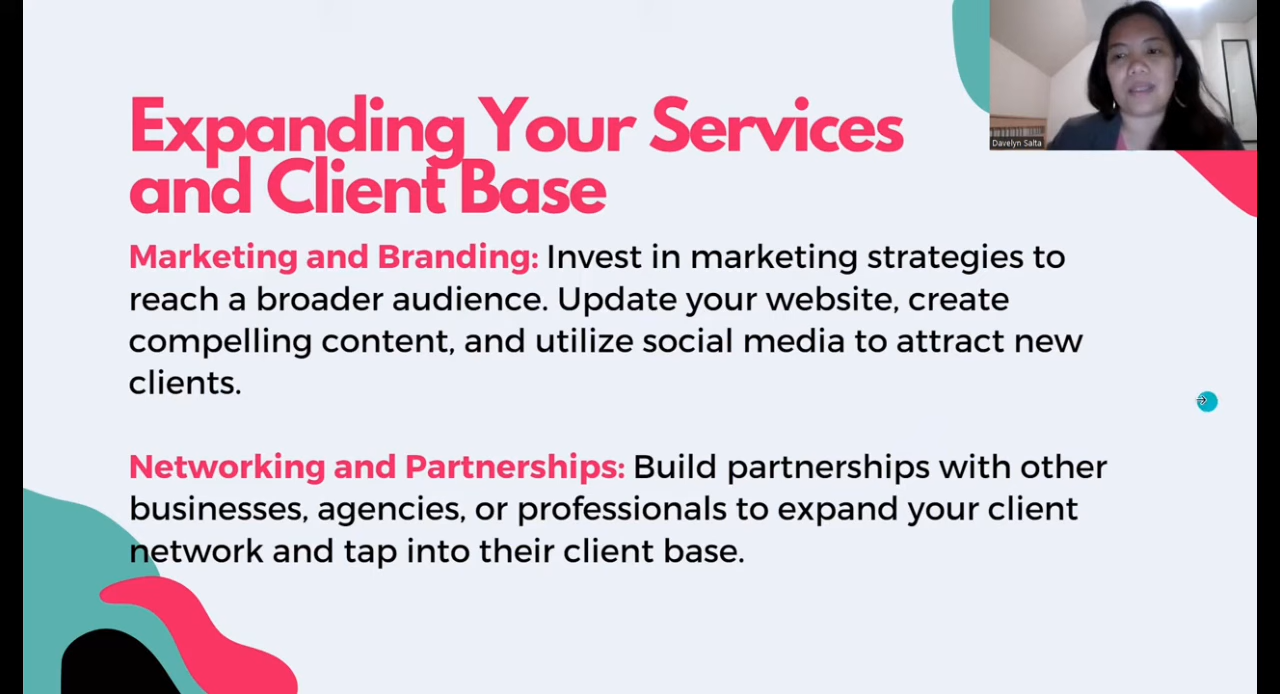 Expanding Your Services
and Client Base
Marketing and Branding: Invest in marketing strategies to
reach a broader audience. Update your website, create
compelling content, and utilize social media to attract new
clients.
Networking and Partnerships: Build partnerships with other
businesses, agencies, or professionals to expand your client
network and tap into their client base.
Davelyn Salta